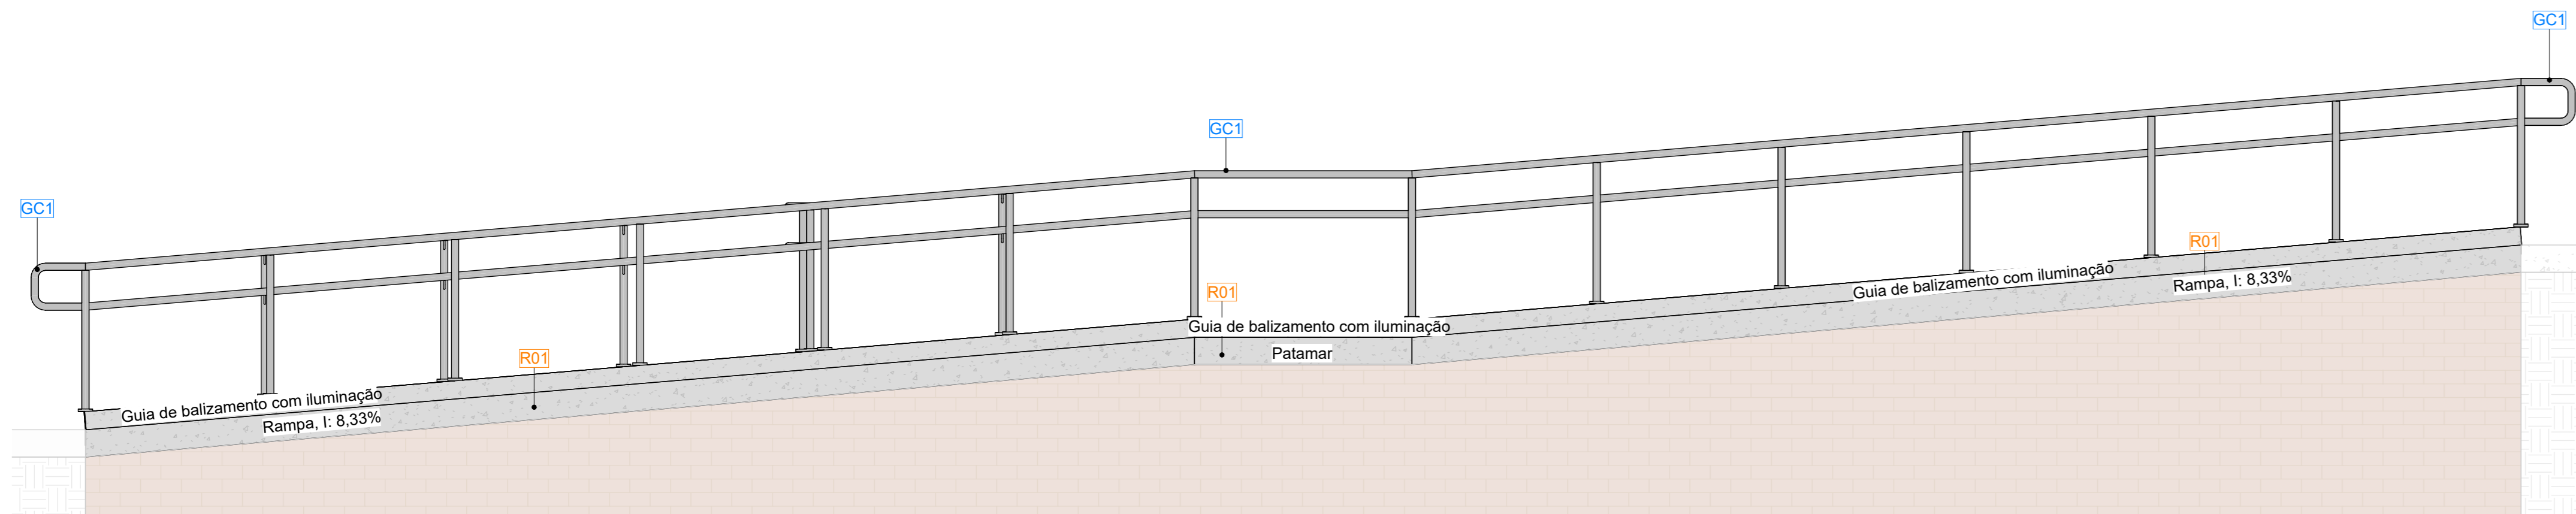 GC1
GC1
GC1
R01
R01
R01
Guia de balizamento com iluminação
Rampa, I: 8,33%
Guia de balizamento com iluminação
Patamar
Guia de balizamento com iluminação
Rampa, I: 8,33%